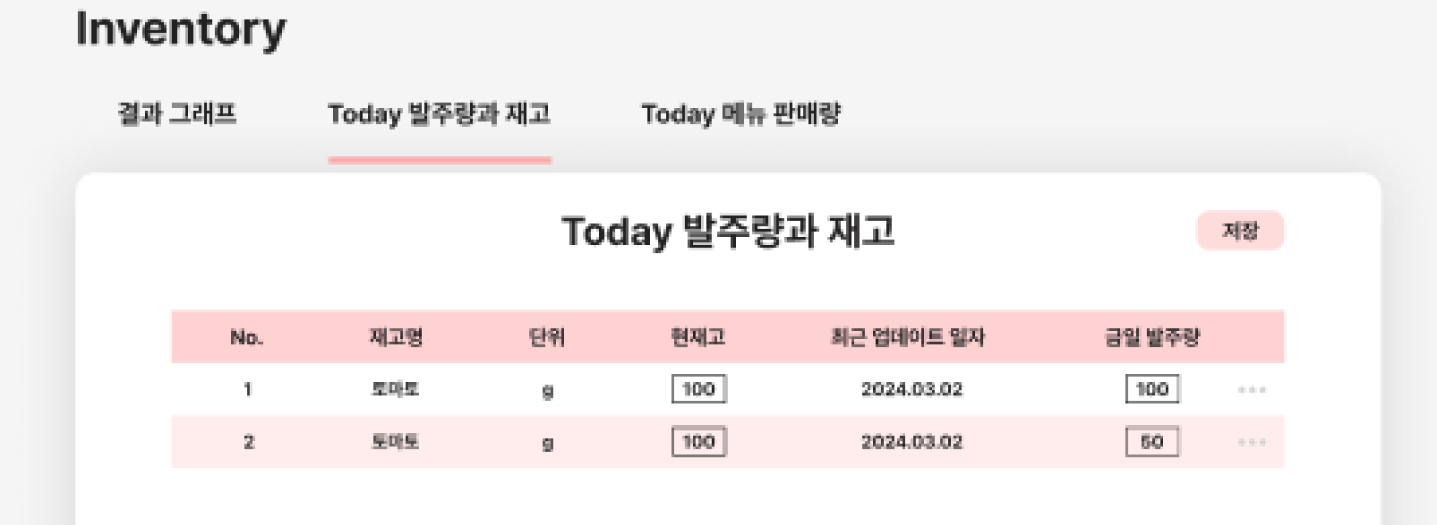 Inventory
결과 그래프 Today 발주량과 재고 Today 메뉴 판매량
Today 발주량과 재고 저장
No. 재고명 단위 현재고 최근 업데이트 일자 금일 발주량
1 토마토 g 100 2024.03.02 100
2 토마토 g 100 2024.03.02 50